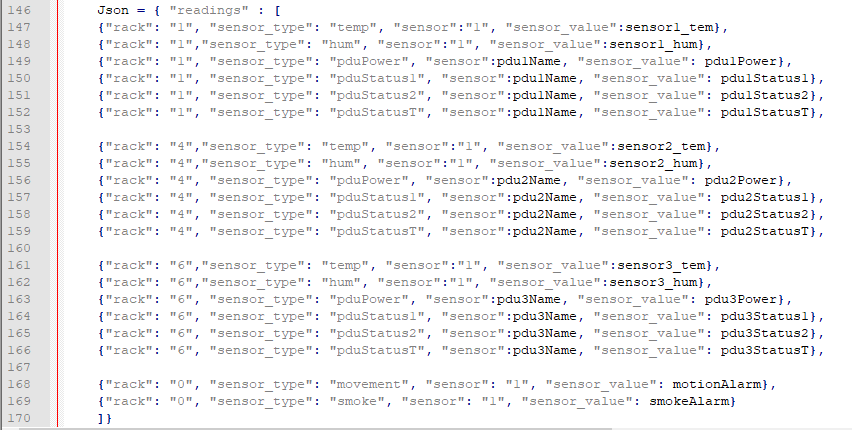 146 Json = { "readings" : [
147 {"rack": "1", "sensor_type": "temp", "sensor":"1", "sensor_value":sensor1_tem},
148 {"rack": "1","sensor_type": "hum", "sensor":"1", "sensor_value":sensor1_hum},
149 {"rack": "1", "sensor_type": "pduPower", "sensor":pdu1Name, "sensor_value": pdu1Power},
150 {"rack": "1", "sensor_type": "pduStatus1", "sensor":pdu1Name, "sensor_value": pdu1Status1},
151 {"rack": "1", "sensor_type": "pduStatus2", "sensor":pdu1Name, "sensor_value": pdu1Status2},
152 {"rack": "1", "sensor_type": "pduStatusT", "sensor":pdu1Name, "sensor_value": pdu1StatusT},
153
154 {"rack": "4","sensor_type": "temp", "sensor":"1", "sensor_value":sensor2_tem},
155 {"rack": "4","sensor_type": "hum", "sensor":"1", "sensor_value":sensor2_hum},
156 {"rack": "4", "sensor_type": "pduPower", "sensor":pdu2Name, "sensor_value": pdu2Power},
157 {"rack": "4", "sensor_type": "pduStatus1", "sensor":pdu2Name, "sensor_value": pdu2Status1},
158 {"rack": "4", "sensor_type": "pduStatus2", "sensor":pdu2Name, "sensor_value": pdu2Status2},
159 {"rack": "4", "sensor_type": "pduStatusT", "sensor":pdu2Name, "sensor_value": pdu2StatusT},
160
161 {"rack": "6","sensor_type": "temp", "sensor":"1", "sensor_value":sensor3_tem},
162 {"rack": "6","sensor_type": "hum", "sensor":"1", "sensor_value":sensor3_hum},
163 {"rack": "6", "sensor_type": "pduPower", "sensor":pdu3Name, "sensor_value": pdu3Power},
164 {"rack": "6", "sensor_type": "pduStatus1", "sensor":pdu3Name, "sensor_value": pdu3Status1},
165 {"rack": "6", "sensor_type": "pduStatus2", "sensor":pdu3Name, "sensor_value": pdu3Status2},
166 {"rack": "6", "sensor_type": "pduStatusT", "sensor":pdu3Name, "sensor_value": pdu3StatusT},
167
168 {"rack": "0", "sensor_type": "movement", "sensor": "1", "sensor_value": motionAlarm},
169 {"rack": "0", "sensor_type": "smoke", "sensor": "1", "sensor_value": smokeAlarm}
170 ]}